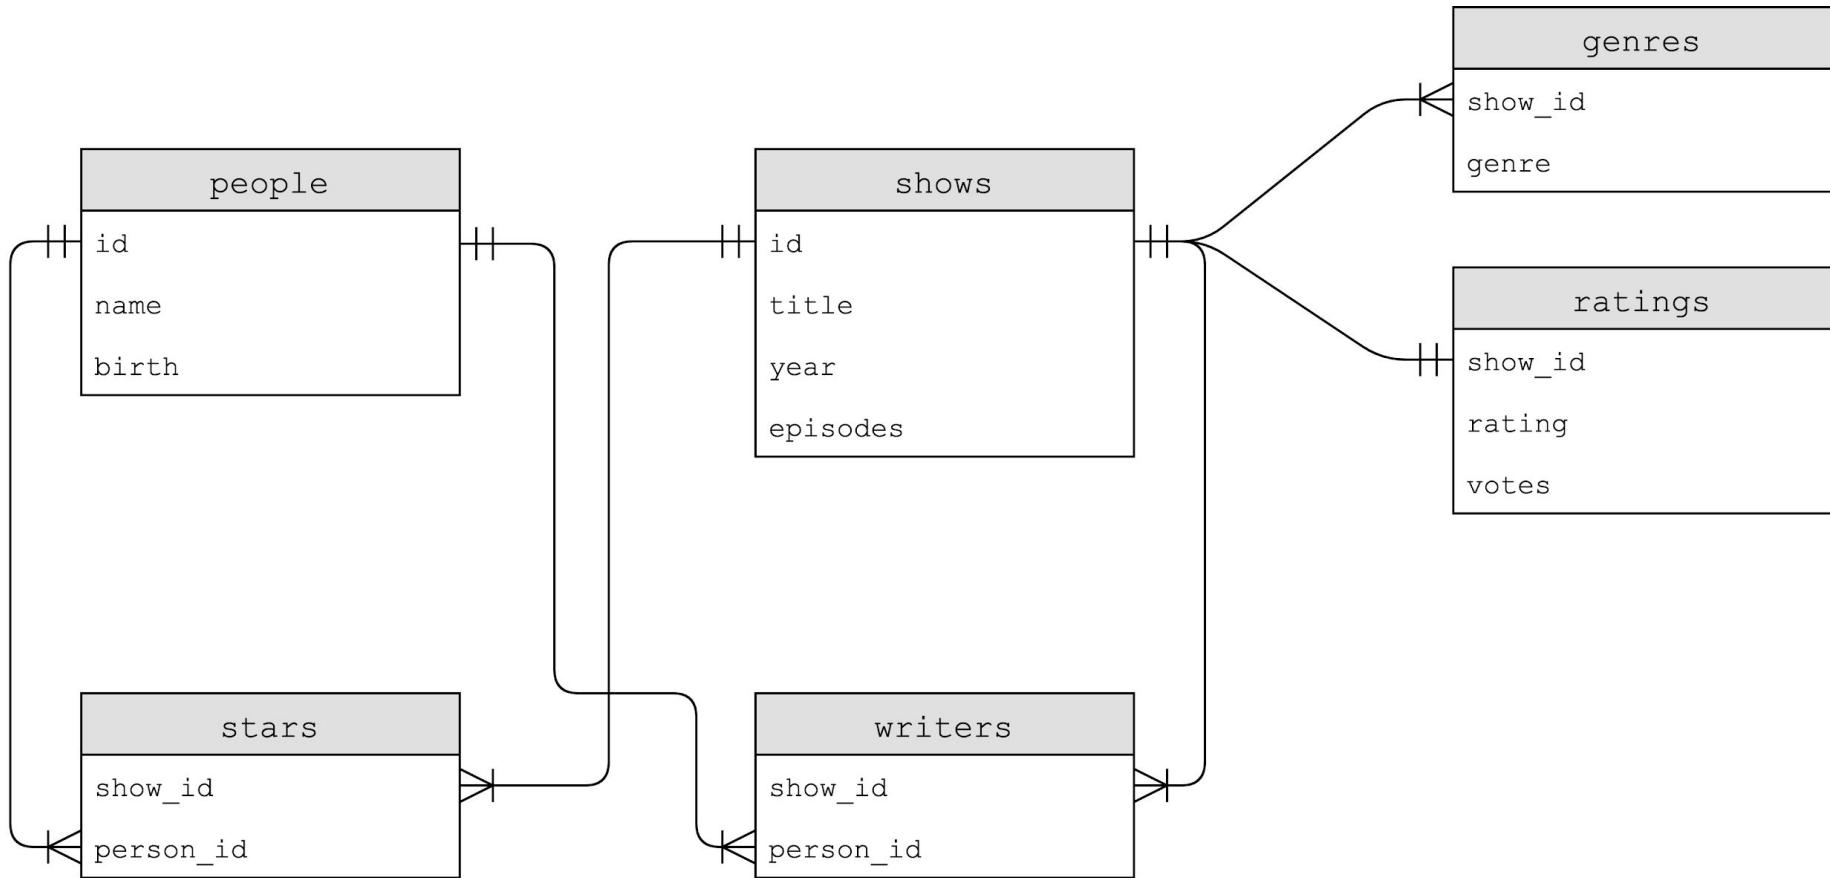 people
id
name
birth
shows
id
title
year
episodes
genres
show_id
genre
ratings
show_id
rating
votes
stars
show_id
person_id
writers
show_id
person_id